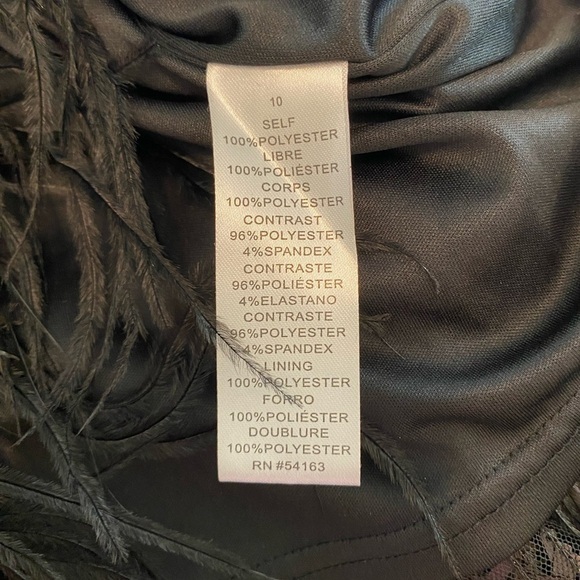 10
SELF
100%POLYESTER
LIBRE
100%POLIÉSTER
CORPS
100%POLYESTER
CONTRAST
96%POLYESTER
4%SPANDEX
CONTRASTE
96%POLIÉSTER
4%ELASTANO
CONTRASTE
96%POLYESTER
4%SPANDEX
LINING
100%POLYESTER
FORRO
100%POLIÉSTER
DOUBLURE
100%POLYESTER
RN #54163